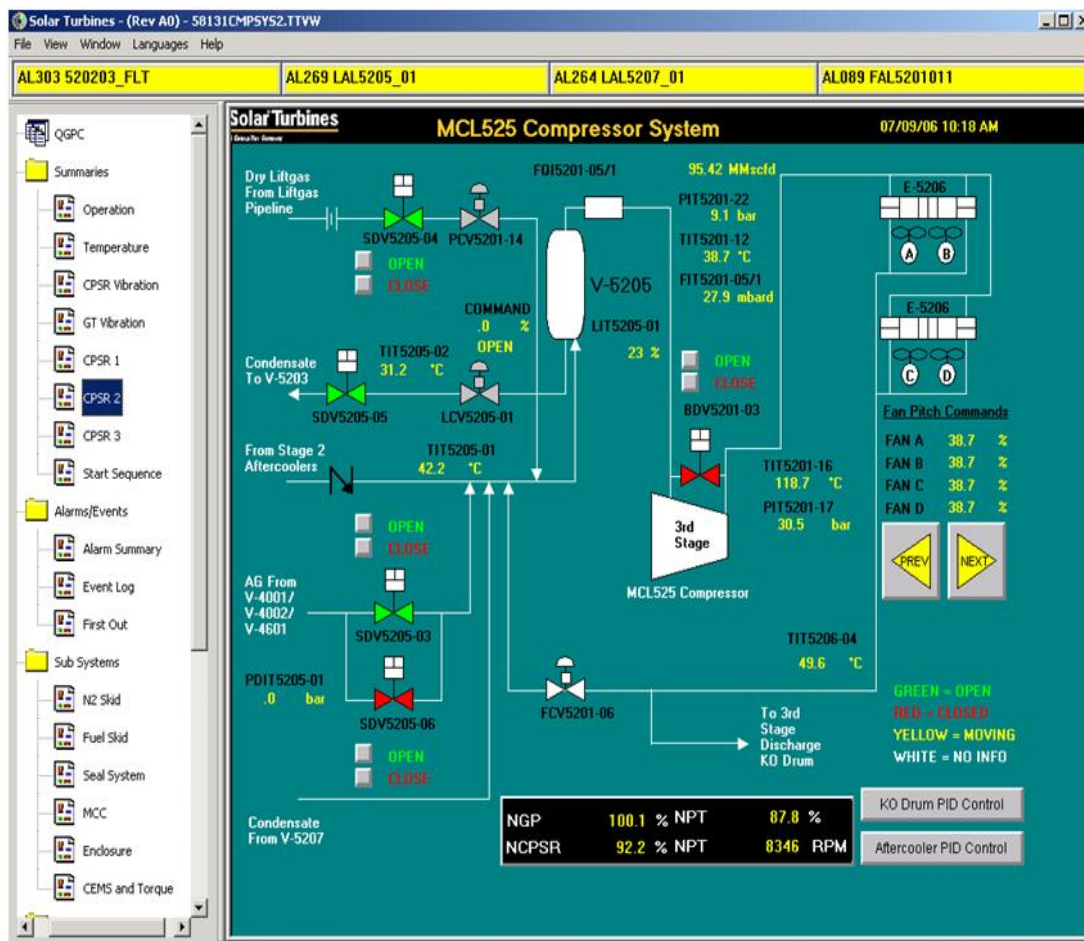 Solar Turbines - (Rev A0) - 58131CMPSYS2.TTVW
File View Window Languages Help
AL303 520203_FLT
AL269 LAL5205_01
AL264 LAL5207_01
AL089 FAL5201011
QGPC
Summaries
Operation
Temperature
CPSR Vibration
GT Vibration
CPSR 1
CPSR 2
CPSR 3
Start Sequence
Alarms/Events
Alarm Summary
Event Log
First Out
Sub Systems
N2 Skid
Fuel Skid
Seal System
MCC
Enclosure
CEMS and Torque
Solar Turbines
MCL525 Compressor System
07/09/06 10:18 AM
Dry Liftgas
From Liftgas
Pipeline
SDV5205-04
PCV5201-14
OPEN
CLOSE
FQI5201-05/1
95.42 MMscfd
PIT5201-22
9.1 bar
TIT5201-12
38.7 °C
FIT5201-05/1
27.9 mbard
V-5205
LIT5205-01
23 %
COMMAND
.0 %
OPEN
Condensate
To V-5203
TIT5205-02
31.2 °C
SDV5205-05
LCV5205-01
OPEN
CLOSE
BDV5201-03
From Stage 2
Aftercoolers
TIT5205-01
42.2 °C
TIT5201-16
118.7 °C
PIT5201-17
30.5 bar
3rd
Stage
MCL525 Compressor
E-5206
A B
E-5206
C D
Fan Pitch Commands
FAN A 38.7 %
FAN B 38.7 %
FAN C 38.7 %
FAN D 38.7 %
PREV
NEXT
OPEN
CLOSE
AG From
V-4001/
V-4002/
V-4601
SDV5205-03
PDIT5205-01
.0 bar
SDV5205-06
OPEN
CLOSE
Condensate
From V-5207
FCV5201-06
TIT5206-04
49.6 °C
To 3rd
Stage
Discharge
KO Drum
GREEN = OPEN
RED = CLOSED
YELLOW = MOVING
WHITE = NO INFO
NGP 100.1 % NPT 87.8 %
NCPSR 92.2 % NPT 8346 RPM
KO Drum PID Control
Aftercooler PID Control